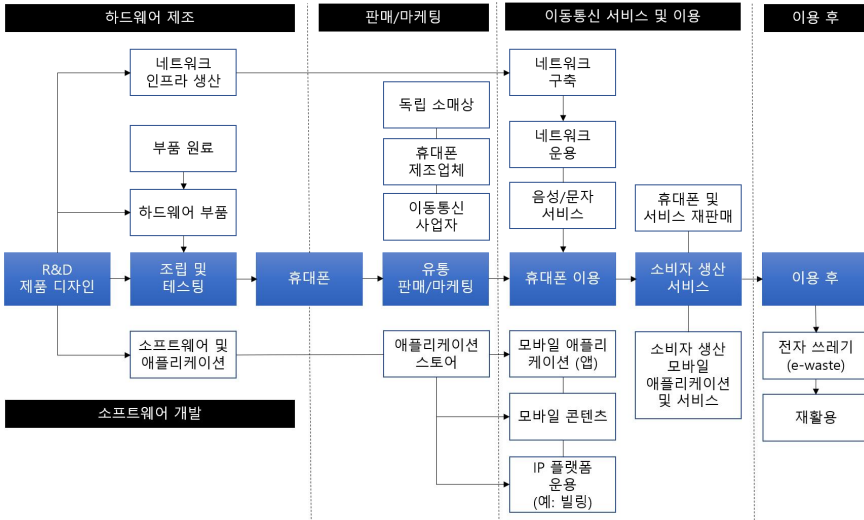 하드웨어 제조
판매/마케팅
이동통신 서비스 및 이용
이용 후
네트워크
인프라 생산
네트워크
구축
독립 소매상
부품 원료
휴대폰
제조업체
네트워크
운용
하드웨어 부품
이동통신
사업자
음성/문자
서비스
휴대폰 및
서비스 재판매
R&D
제품 디자인
조립 및
테스팅
휴대폰
유통
판매/마케팅
휴대폰 이용
소비자 생산
서비스
이용 후
소프트웨어 및
애플리케이션
애플리케이션
스토어
모바일 애플리
케이션 (앱)
소비자 생산
모바일
애플리케이션
및 서비스
전자 쓰레기
(e-waste)
소프트웨어 개발
모바일 콘텐츠
재활용
IP 플랫폼
운용
(예: 빌링)